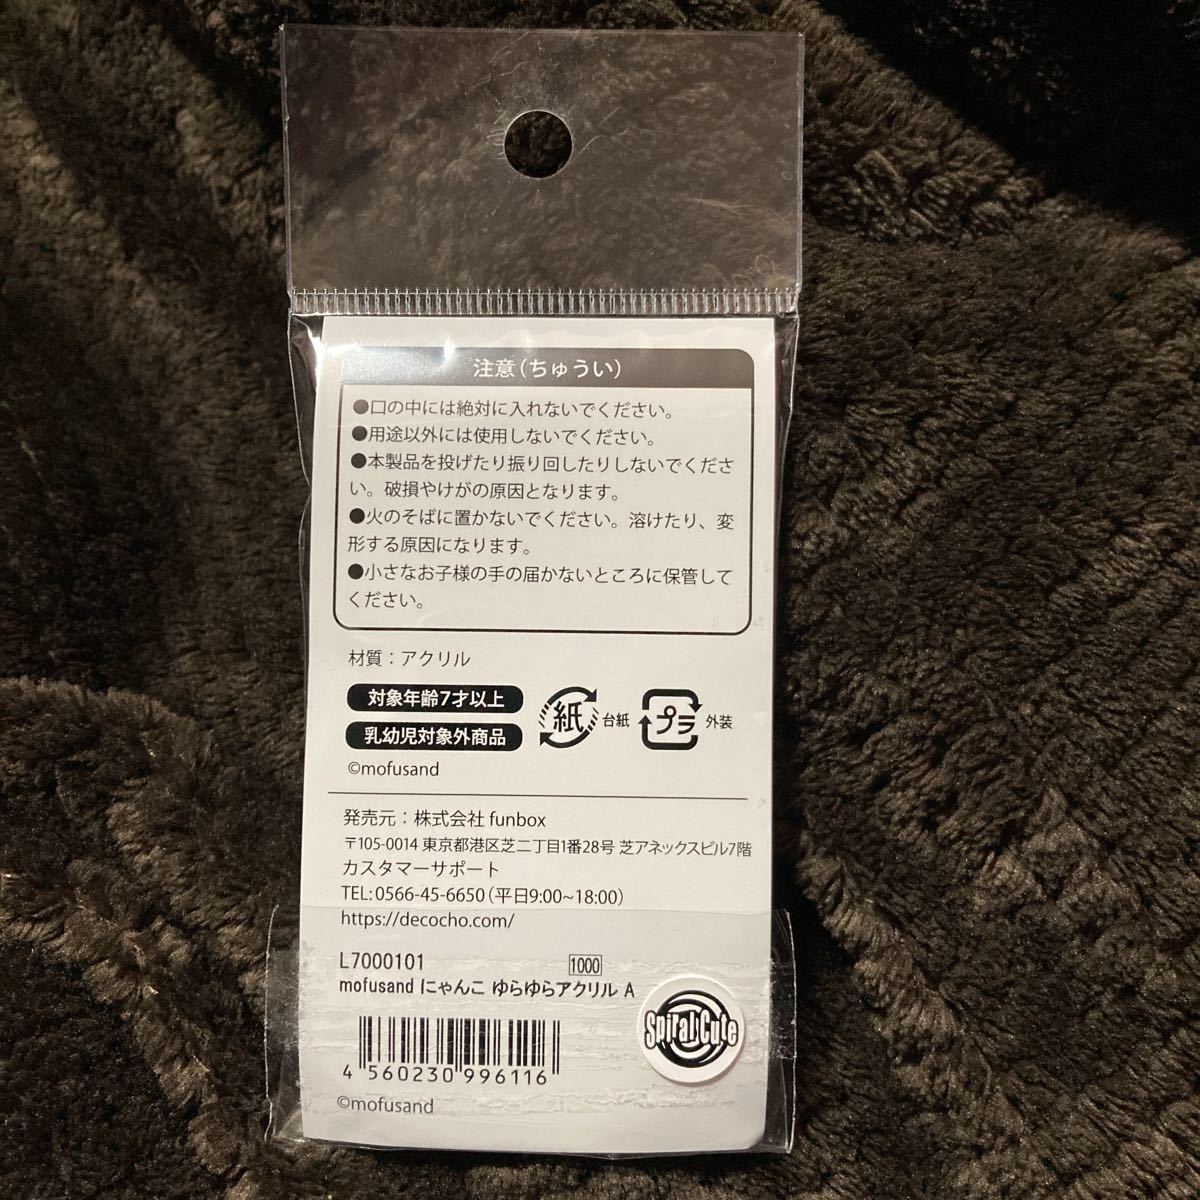 注意(ちゅうい)
●口の中には絶対に入れないでください。
●用途以外には使用しないでください。
●本製品を投げたり振り回したりしないでくださ
い。破損やけがの原因となります。
●火のそばに置かないでください。溶けたり、変
形する原因になります。
●小さなお子様の手の届かないところに保管して
ください。
材質：アクリル
対象年齢7才以上
乳幼児対象外商品
紙 台紙
プラ 外装
©mofusand
発売元：株式会社 funbox
〒105-0014 東京都港区芝二丁目1番28号 芝アネックスビル7階
カスタマーサポート
TEL:0566-45-6650（平日9:00~18:00）
https://decocho.com/
L7000101 1000
mofusand にゃんこ ゆらゆらアクリル A
Spiral Cute
4 560230 996116
©mofusand